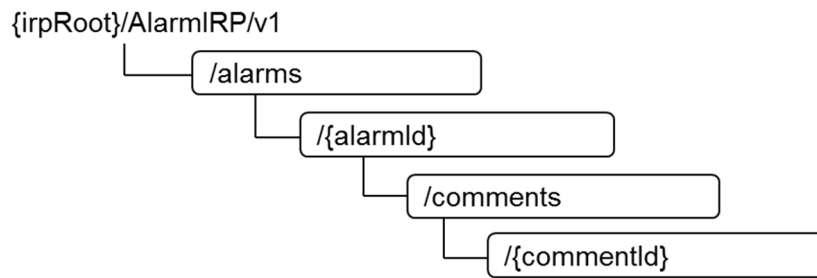 {irpRoot}/AlarmIRP/v1
/alarms
/{alarmId}
/comments
/{commentId}